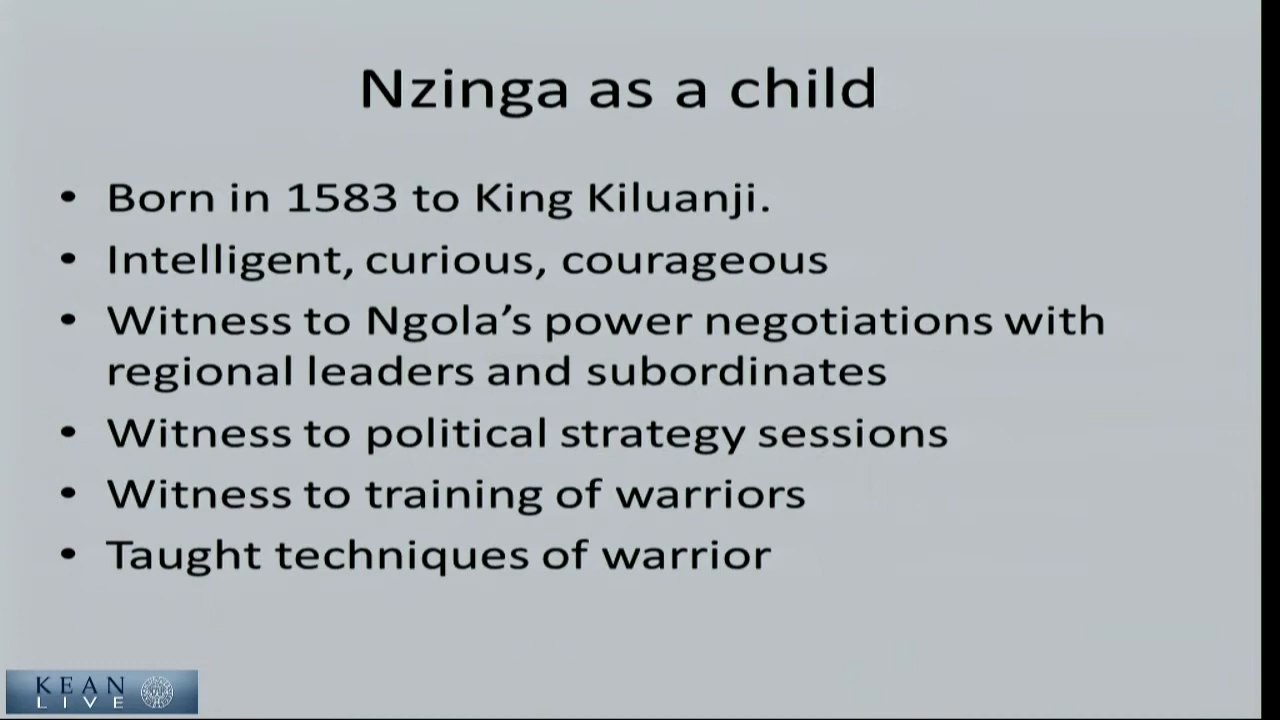 Nzinga as a child
• Born in 1583 to King Kiluanji.
• Intelligent, curious, courageous
• Witness to Ngola’s power negotiations with
regional leaders and subordinates
• Witness to political strategy sessions
• Witness to training of warriors
• Taught techniques of warrior
KEAN
LIVE